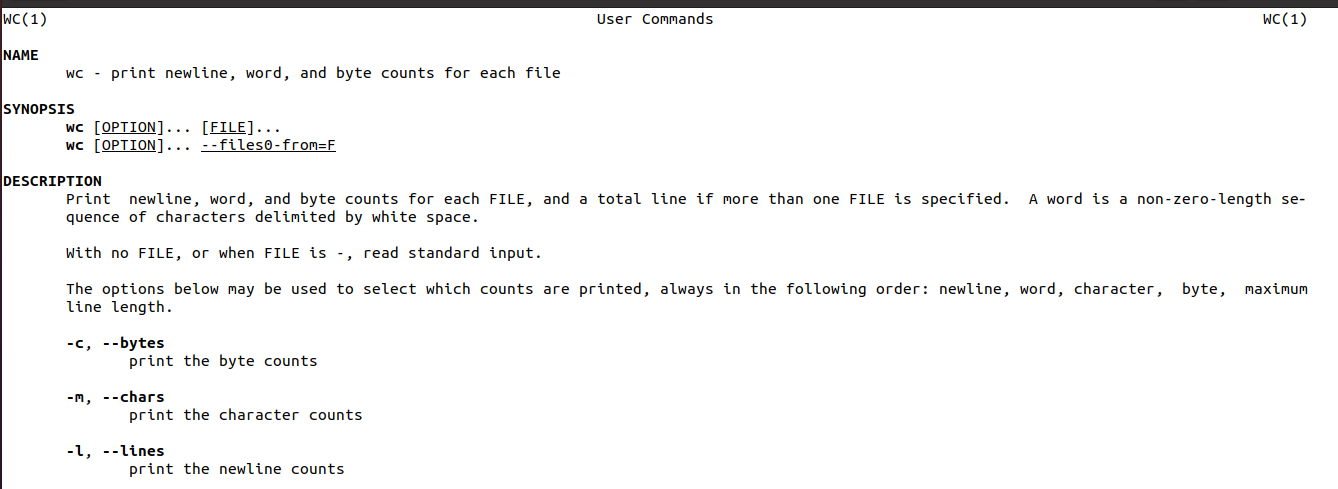 WC(1) User Commands WC(1)
NAME
wc - print newline, word, and byte counts for each file
SYNOPSIS
wc [OPTION]... [FILE]...
wc [OPTION]... --files0-from=F
DESCRIPTION
Print  newline, word, and byte counts for each FILE, and a total line if more than one FILE is specified.  A word is a non-zero-length se-
quence of characters delimited by white space.
With no FILE, or when FILE is -, read standard input.
The options below may be used to select which counts are printed, always in the following order: newline, word, character,  byte,  maximum
line length.
-c, --bytes
print the byte counts
-m, --chars
print the character counts
-l, --lines
print the newline counts